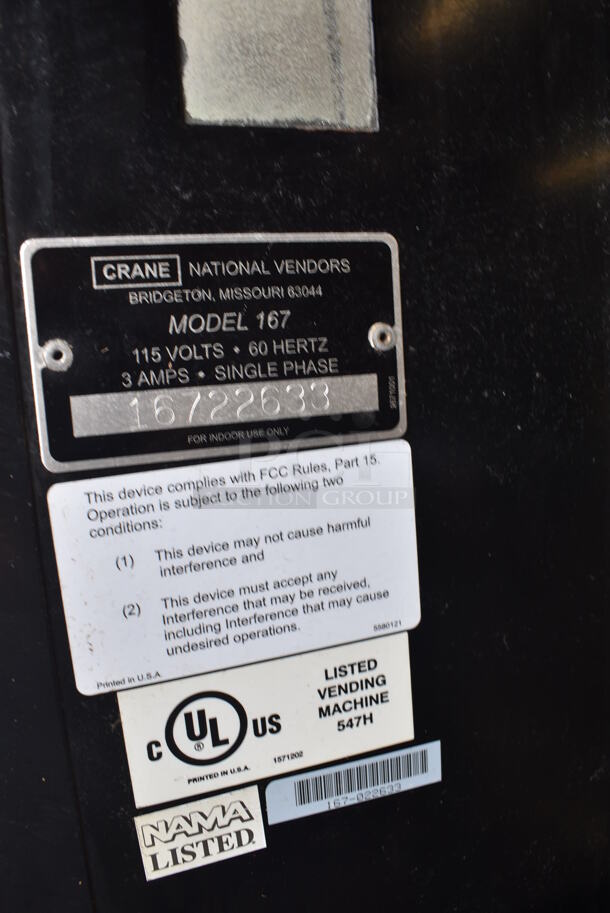 CRANE NATIONAL VENDORS
BRIDGETON, MISSOURI 63044
MODEL 167
115 VOLTS • 60 HERTZ
3 AMPS • SINGLE PHASE
16722633
FOR INDOOR USE ONLY
This device complies with FCC Rules, Part 15.
Operation is subject to the following two
conditions:
(1) This device may not cause harmful
interference and
(2) This device must accept any
Interference that may be received,
including Interference that may cause
undesired operations.
5580121
Printed in U.S.A.
C UL ® US
LISTED
VENDING
MACHINE
547H
PRINTED IN U.S.A. 1571202
167-022633
NAMA
LISTED.
AUCTION GROUP